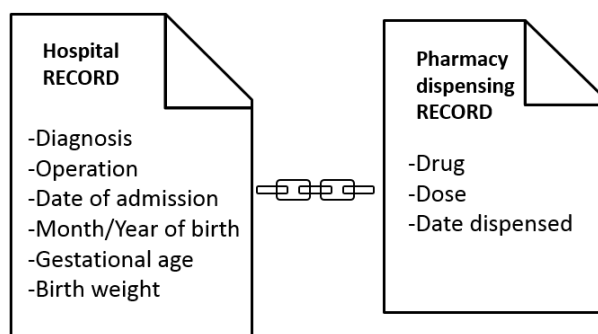 Hospital
RECORD
-Diagnosis
-Operation
-Date of admission
-Month/Year of birth
-Gestational age
-Birth weight
Pharmacy
dispensing
RECORD
-Drug
-Dose
-Date dispensed